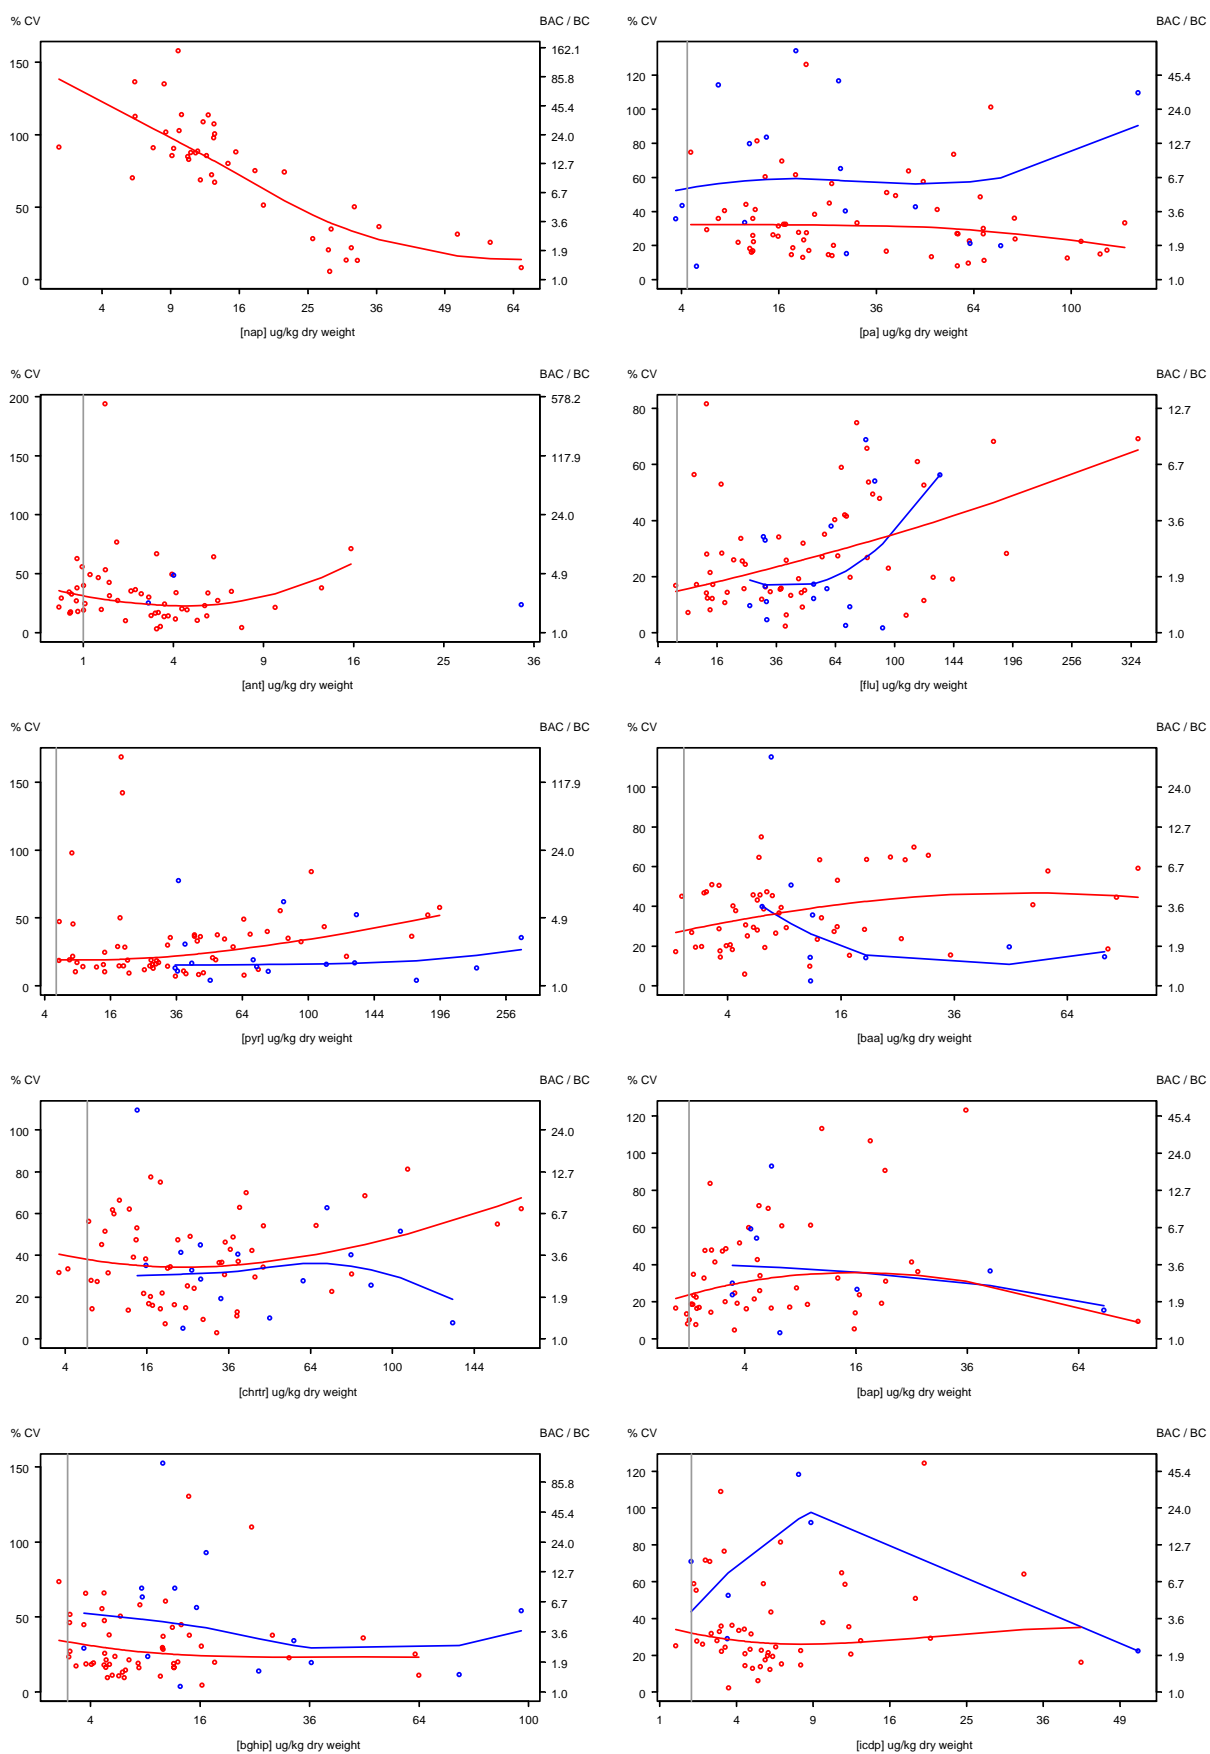 % CV BAC / BC % CV BAC / BC
150 100 50 0
162.1 85.8 45.4 24.0 12.7 6.7 3.6 1.9 1.0
120 100 80 60 40 20 0
45.4 24.0 12.7 6.7 3.6 1.9 1.0
4 9 16 25 36 49 64
4 16 36 64 100
[nap] ug/kg dry weight [pa] ug/kg dry weight
% CV BAC / BC % CV BAC / BC
200 150 100 50 0
578.2 117.9 24.0 4.9 1.0
80 60 40 20 0
12.7 6.7 3.6 1.9 1.0
1 4 9 16 25 36
4 16 36 64 100 144 196 256 324
[ant] ug/kg dry weight [flu] ug/kg dry weight
% CV BAC / BC % CV BAC / BC
150 100 50 0
117.9 24.0 4.9 1.0
100 80 60 40 20 0
24.0 12.7 6.7 3.6 1.9 1.0
4 16 36 64 100 144 196 256
4 16 36 64
[pyr] ug/kg dry weight [baa] ug/kg dry weight
% CV BAC / BC % CV BAC / BC
100 80 60 40 20 0
24.0 12.7 6.7 3.6 1.9 1.0
120 100 80 60 40 20 0
45.4 24.0 12.7 6.7 3.6 1.9 1.0
4 16 36 64 100 144
4 16 36 64
[chrtr] ug/kg dry weight [bap] ug/kg dry weight
% CV BAC / BC % CV BAC / BC
150 100 50 0
85.8 45.4 24.0 12.7 6.7 3.6 1.9 1.0
120 100 80 60 40 20 0
45.4 24.0 12.7 6.7 3.6 1.9 1.0
4 16 36 64 100
1 4 9 16 25 36 49
[bghip] ug/kg dry weight [icdp] ug/kg dry weight